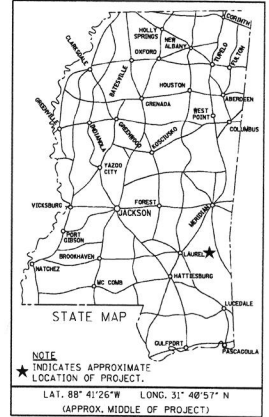 CORINTH
HOLLY
SPRINGS
NEW
ALBANY
CLARKSDALE
OXFORD
TUPELO
FULTON
BATESVILLE
HOUSTON
ABERDEEN
GREENVILLE
GRENADA
WEST
POINT
COLUMBUS
INDIANOLA
GREENWOOD
KOSCIUSKO
YAZOO
CITY
VICKSBURG
JACKSON
FOREST
MERIDIAN
PORT
GIBSON
BROOKHAVEN
LAUREL
NATCHEZ
HATTIESBURG
MC COMB
LUCEDALE
STATE MAP
GULFPORT
PASCAGOULA
NOTE
INDICATES APPROXIMATE
LOCATION OF PROJECT.
LAT. 88° 41'26"W LONG. 31° 40'57" N
(APPROX. MIDDLE OF PROJECT)